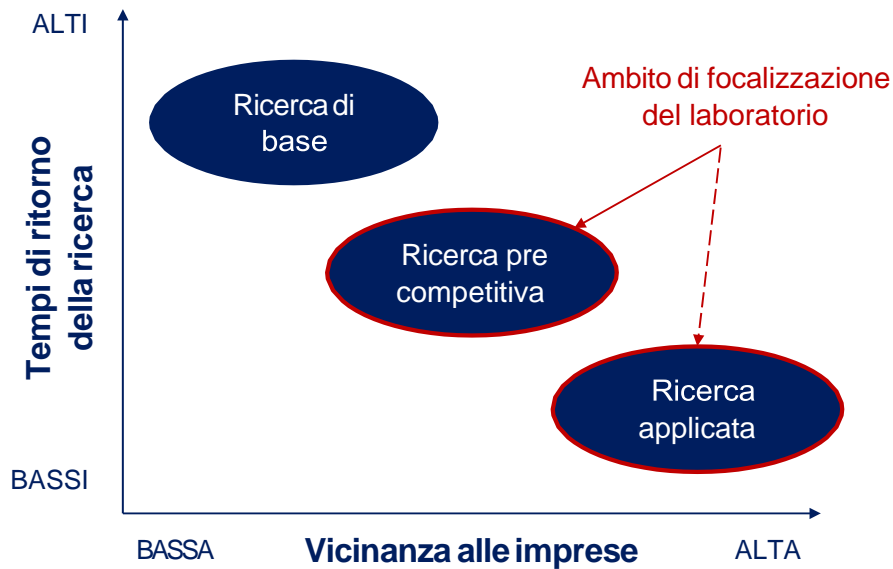 ALTI
Ricerca di
base
Ambito di focalizzazione
del laboratorio
Tempi di ritorno
della ricerca
Ricerca pre
competitiva
Ricerca
applicata
BASSI
BASSA
Vicinanza alle imprese
ALTA